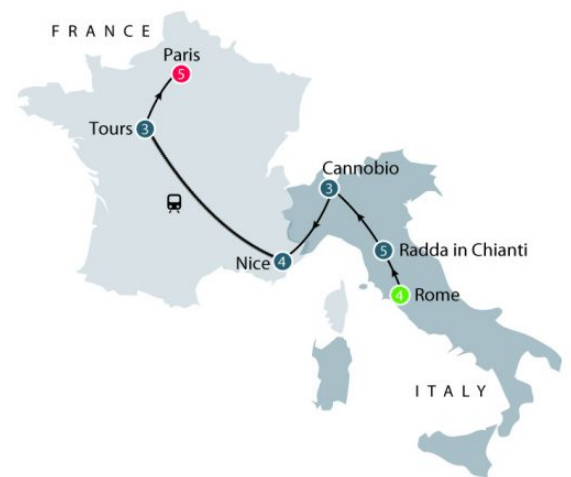 FRANCE
Paris
5
Tours 3
Cannobio
3
5 Radda in Chianti
Nice 4
4 Rome
ITALY